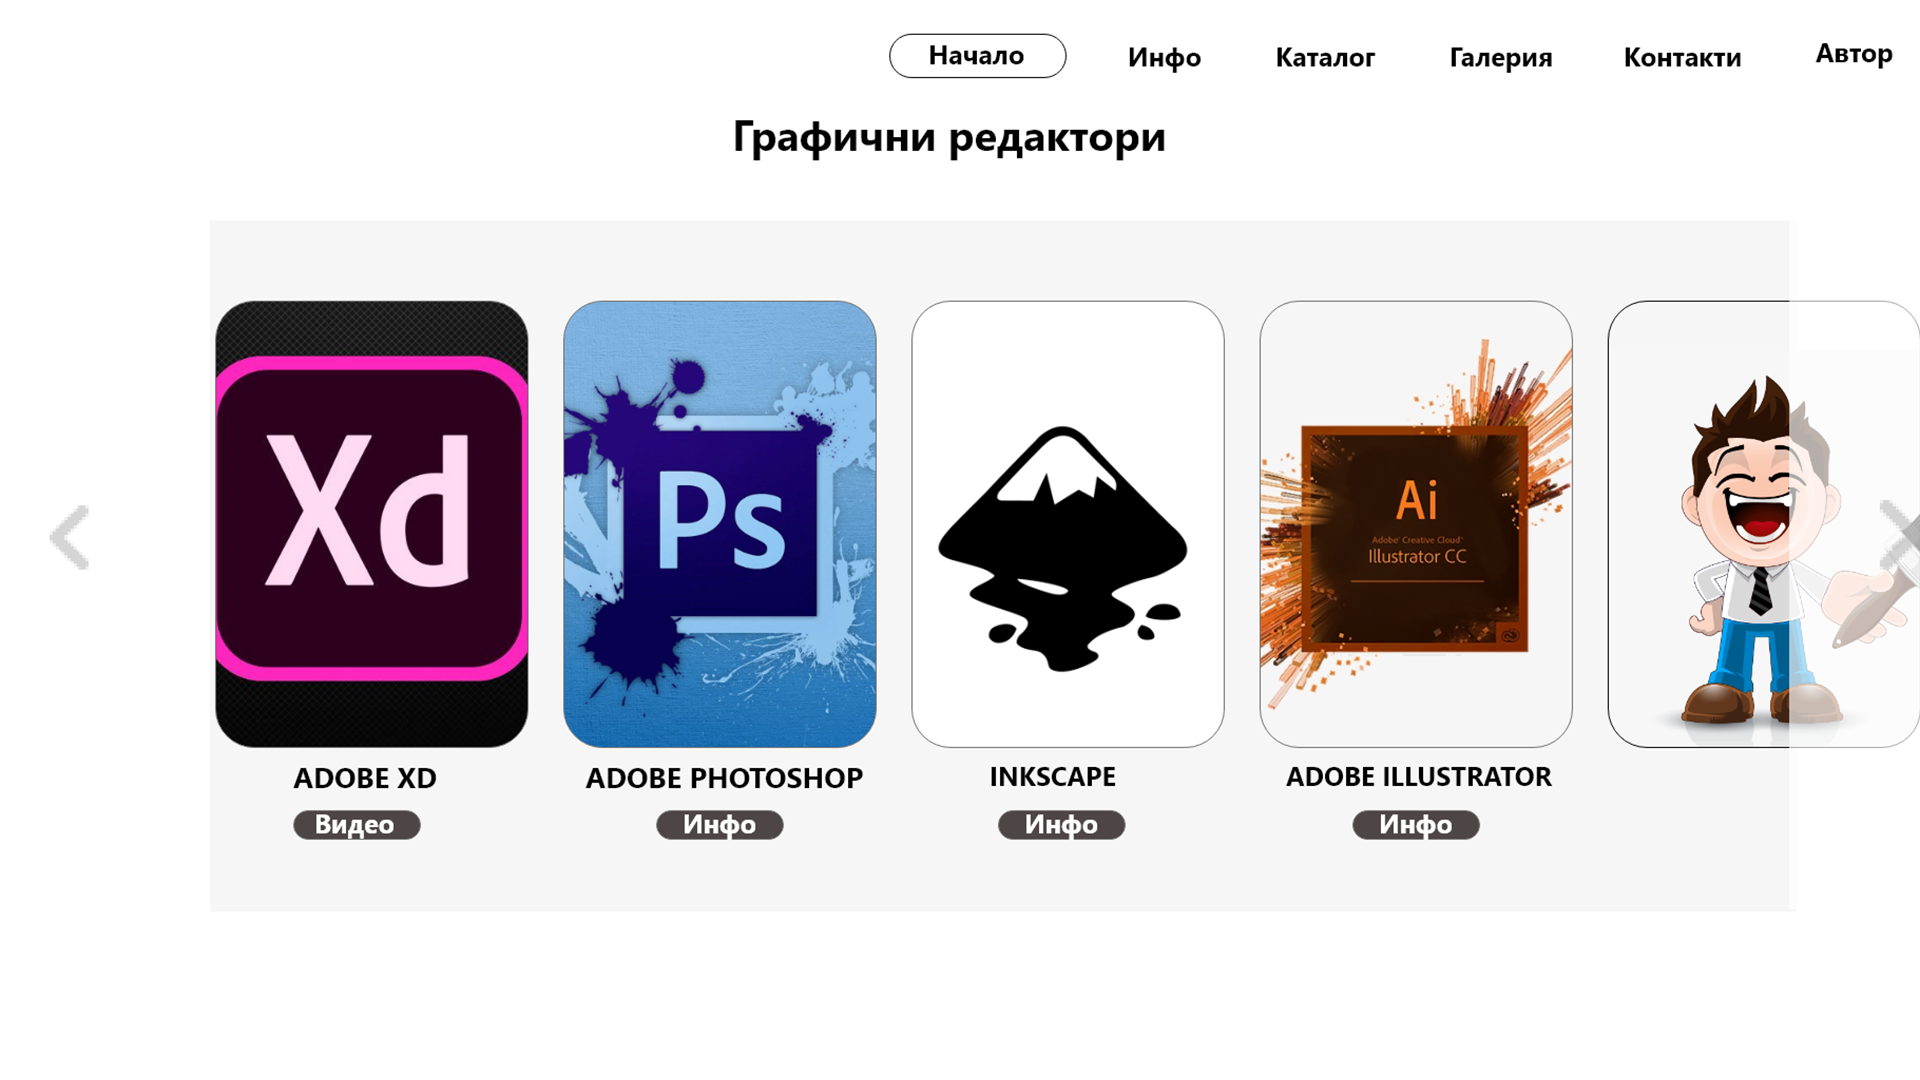 Начало
Инфо
Каталог
Галерия
Контакти
Автор
Графични редактори
Xd
Ps
Ai
Adobe® Creative Cloud™
Illustrator CC
ADOBE XD
ADOBE PHOTOSHOP
INKSCAPE
ADOBE ILLUSTRATOR
Видео
Инфо
Инфо
Инфо